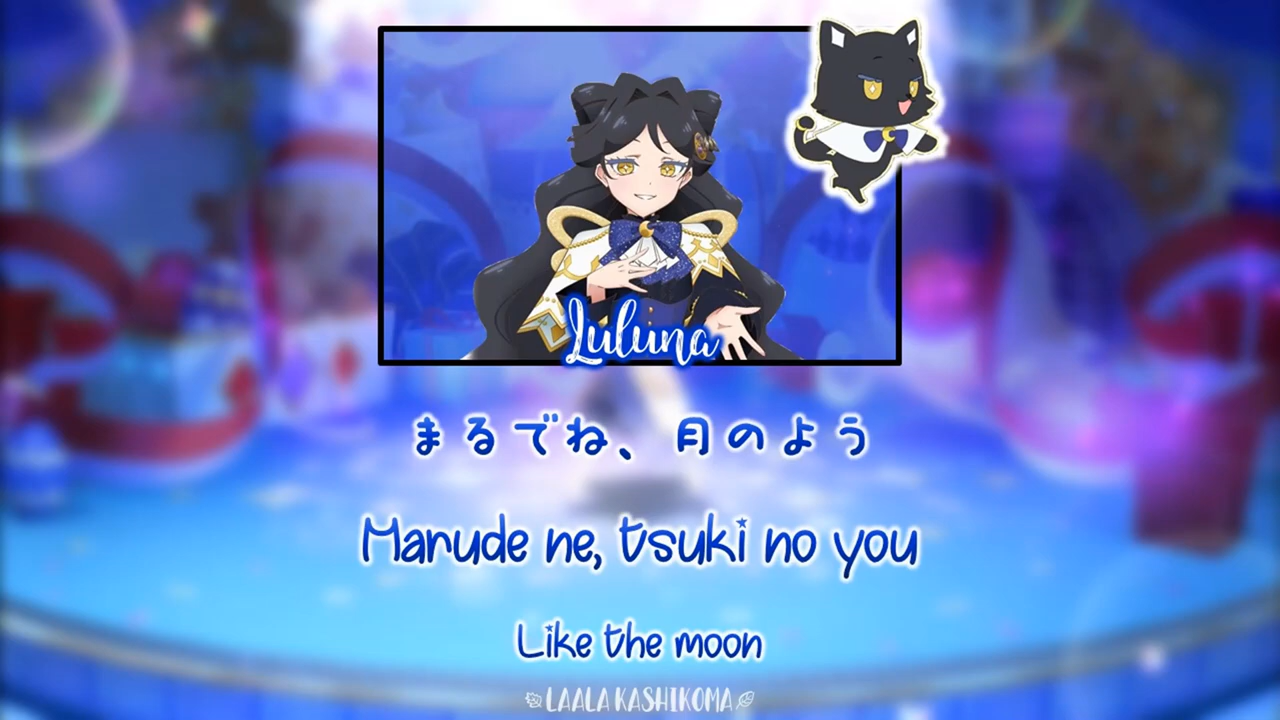 Luluna
まるでね、月のよう
Marude ne, tsuki no you
Like the moon
LAALA KASHIKOMA